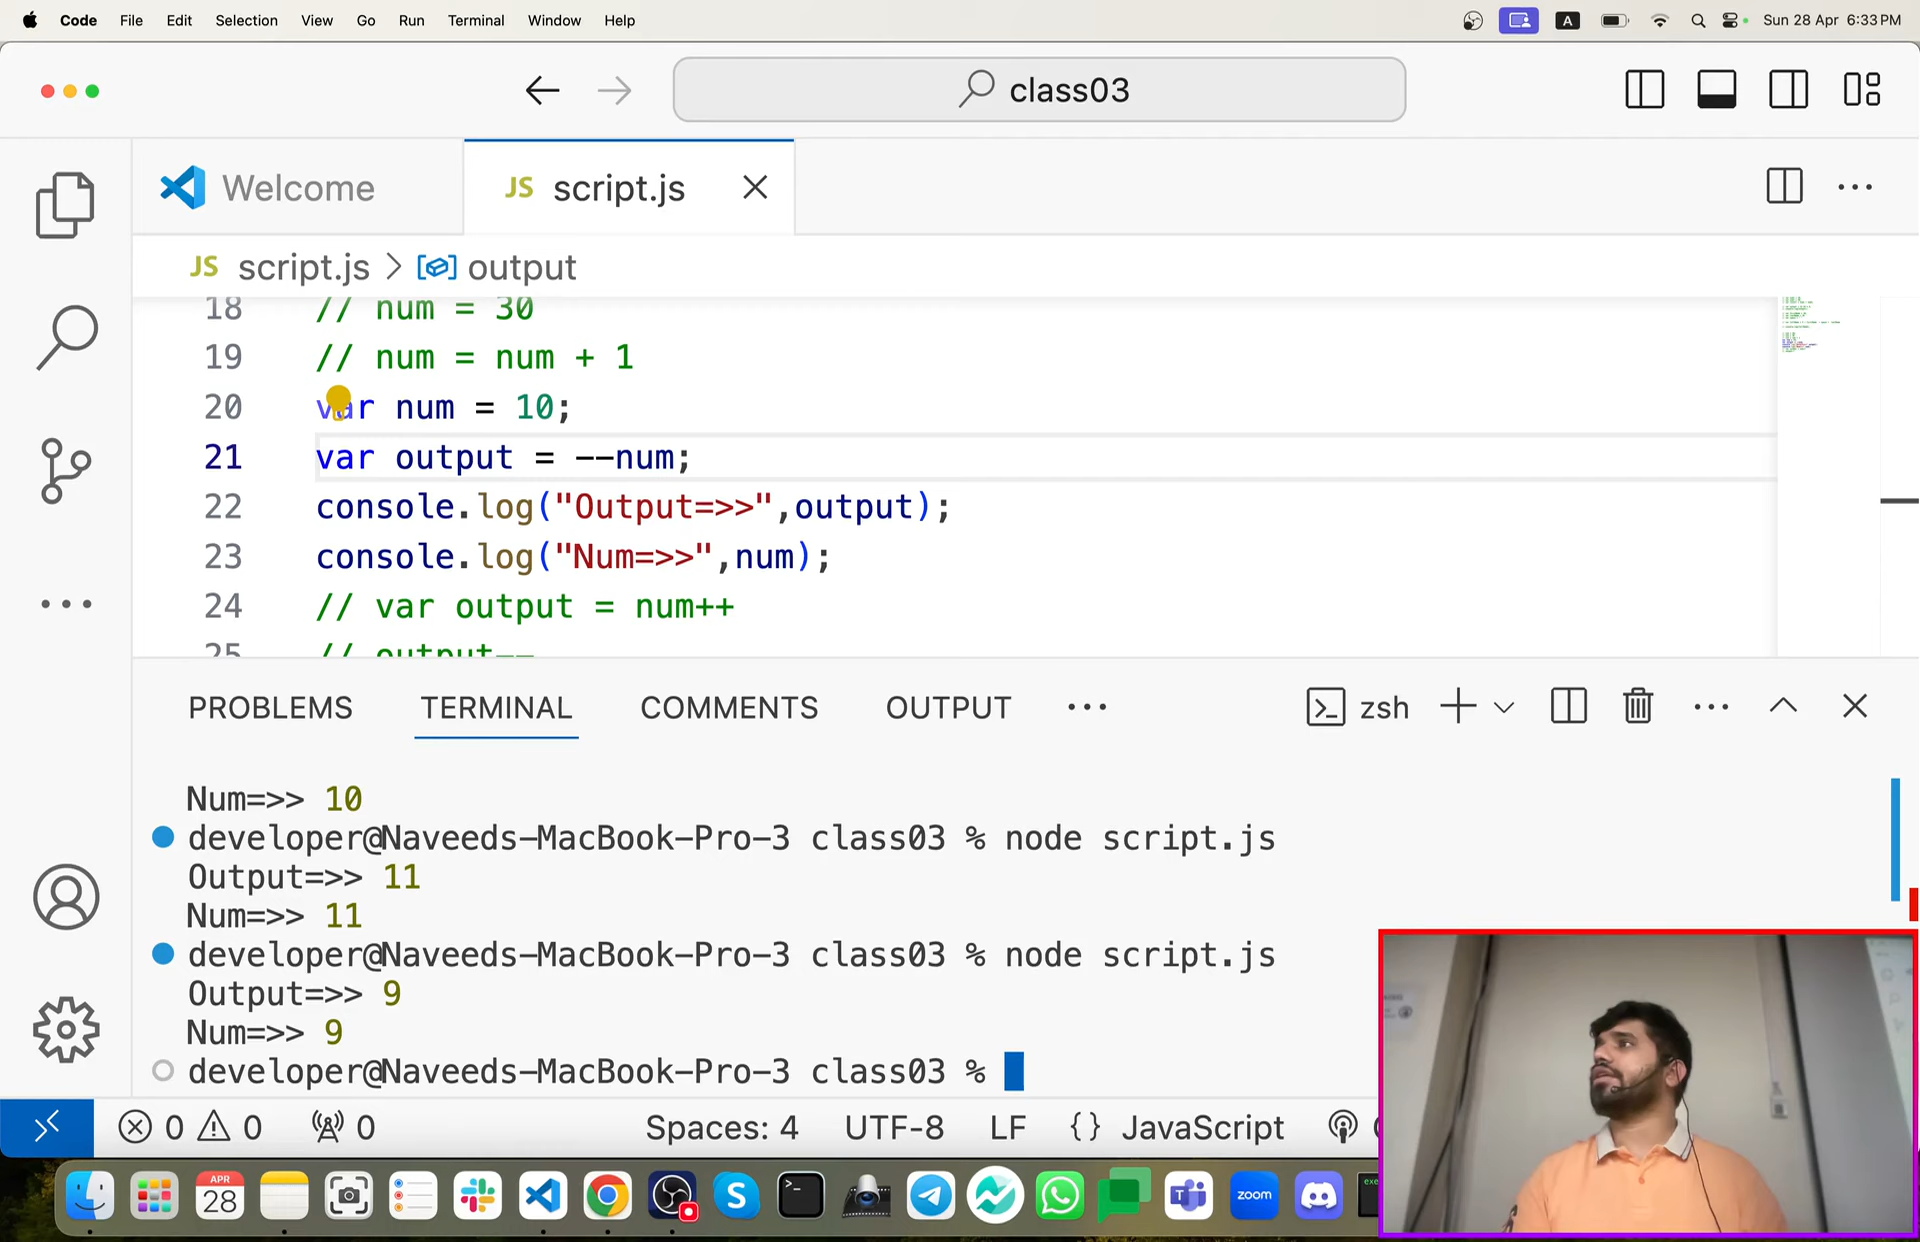 Code File Edit Selection View Go Run Terminal Window Help A Sun 28 Apr 6:33 PM
class03
Welcome
JS script.js
JS script.js > output
18 // num = 30
19 // num = num + 1
20 var num = 10;
21 var output = --num;
22 console.log("Output=>>",output);
23 console.log("Num=>>",num);
24 // var output = num++
25 // output--
PROBLEMS TERMINAL COMMENTS OUTPUT ... zsh
Num=>> 10
developer@Naveeds-MacBook-Pro-3 class03 % node script.js
Output=>> 11
Num=>> 11
developer@Naveeds-MacBook-Pro-3 class03 % node script.js
Output=>> 9
Num=>> 9
developer@Naveeds-MacBook-Pro-3 class03 %
0 0 0 Spaces: 4 UTF-8 LF {} JavaScript
APR
28
S
zoom
exec